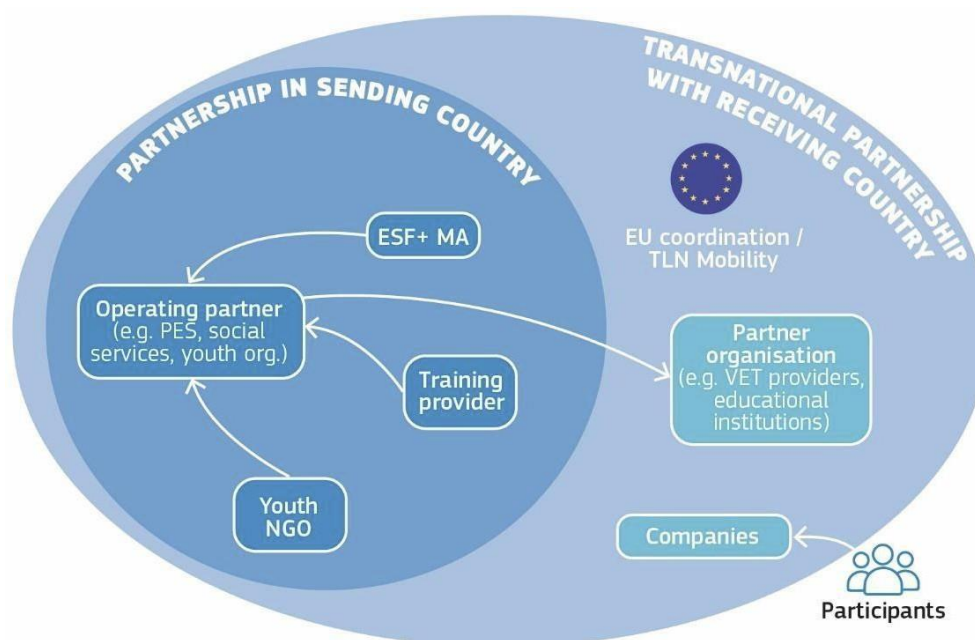 PARTNERSHIP IN SENDING COUNTRY
TRANSNATIONAL PARTNERSHIP
WITH RECEIVING COUNTRY
ESF+ MA
Operating partner
(e.g. PES, social
services, youth org.)
Training
provider
Youth
NGO
EU coordination /
TLN Mobility
Partner
organisation
(e.g. VET providers,
educational
institutions)
Companies
Participants